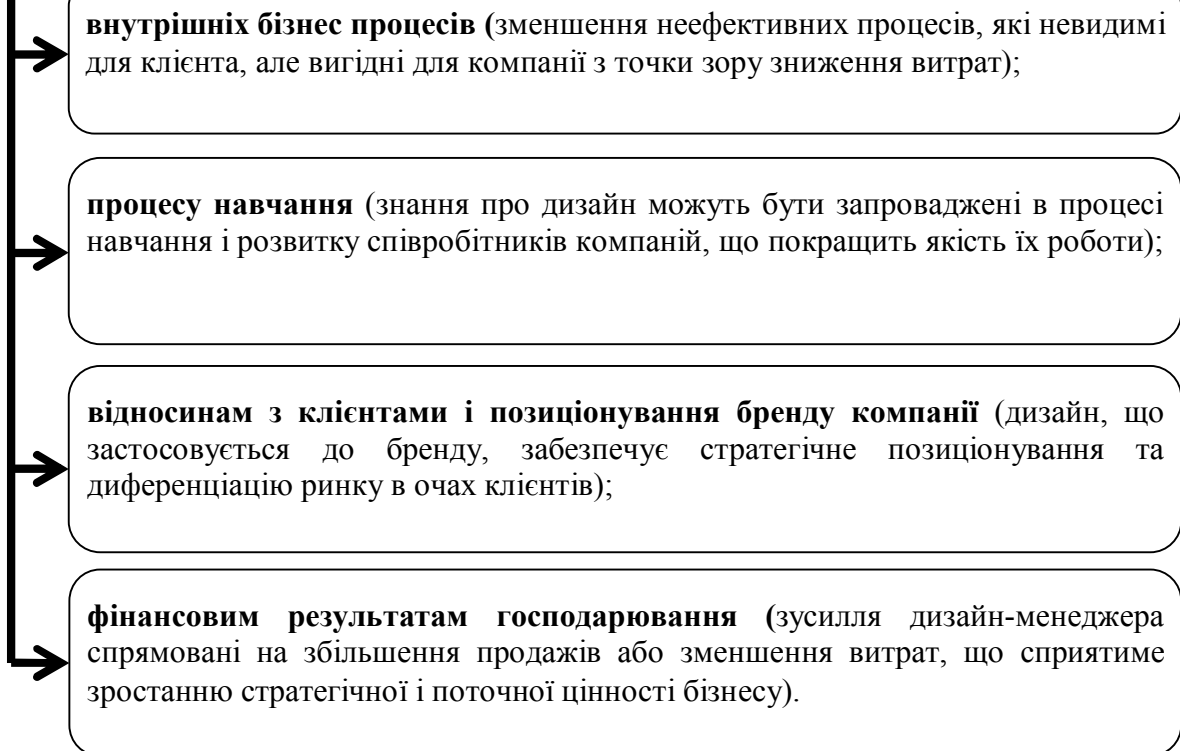 внутрішніх бізнес процесів (зменшення неефективних процесів, які невидимі
для клієнта, але вигідні для компанії з точки зору зниження витрат);
процесу навчання (знання про дизайн можуть бути запроваджені в процесі
навчання і розвитку співробітників компаній, що покращить якість їх роботи);
відносинам з клієнтами і позиціонування бренду компанії (дизайн, що
застосовується до бренду, забезпечує стратегічне позиціонування та
диференціацію ринку в очах клієнтів);
фінансовим результатам господарювання (зусилля дизайн-менеджера
спрямовані на збільшення продажів або зменшення витрат, що сприятиме
зростанню стратегічної і поточної цінності бізнесу).